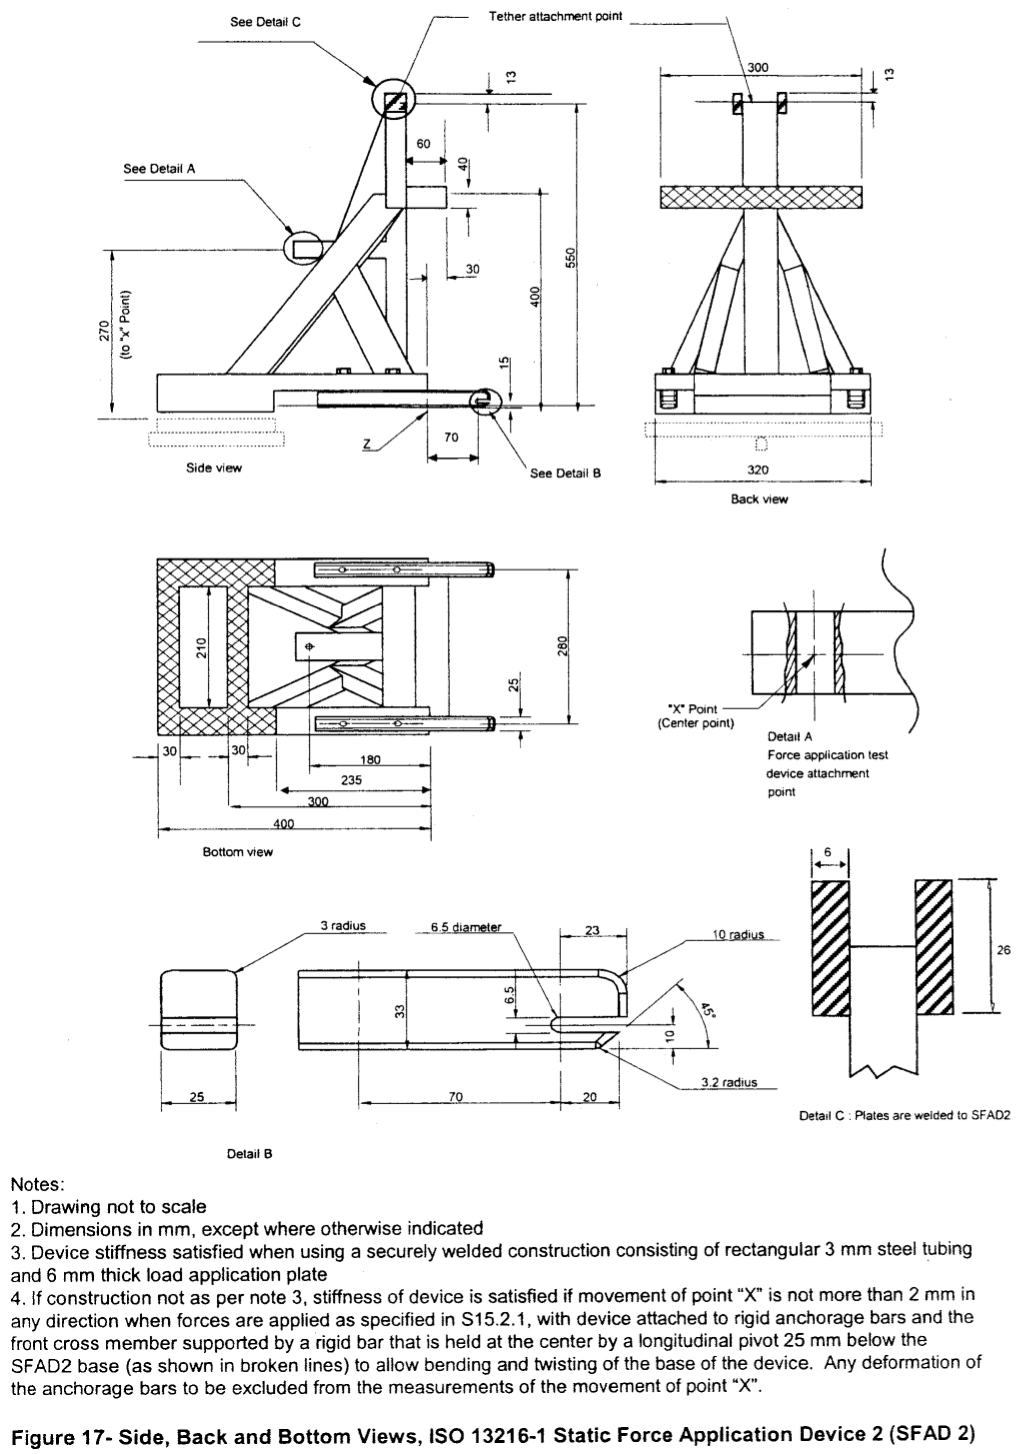 See Detail C
Tether attachment point
13
300
13
60
40
See Detail A
30
550
400
270
(to "x" Point)
15
Z
70
See Detail B
Side view
320
Back view
210
280
25
30
30
180
235
300
400
Bottom view
"X" Point
(Center point)
Detail A
Force application test
device attachment
point
6
26
Detail C : Plates are welded to SFAD2
3 radius
6.5 diameter
23
10 radius
6.5
33
45°
10
3.2 radius
25
70
20
Detail B
Notes:
1. Drawing not to scale
2. Dimensions in mm, except where otherwise indicated
3. Device stiffness satisfied when using a securely welded construction consisting of rectangular 3 mm steel tubing
and 6 mm thick load application plate
4. If construction not as per note 3, stiffness of device is satisfied if movement of point “X” is not more than 2 mm in
any direction when forces are applied as specified in S15.2.1, with device attached to rigid anchorage bars and the
front cross member supported by a rigid bar that is held at the center by a longitudinal pivot 25 mm below the
SFAD2 base (as shown in broken lines) to allow bending and twisting of the base of the device. Any deformation of
the anchorage bars to be excluded from the measurements of the movement of point “X”.
Figure 17- Side, Back and Bottom Views, ISO 13216-1 Static Force Application Device 2 (SFAD 2)